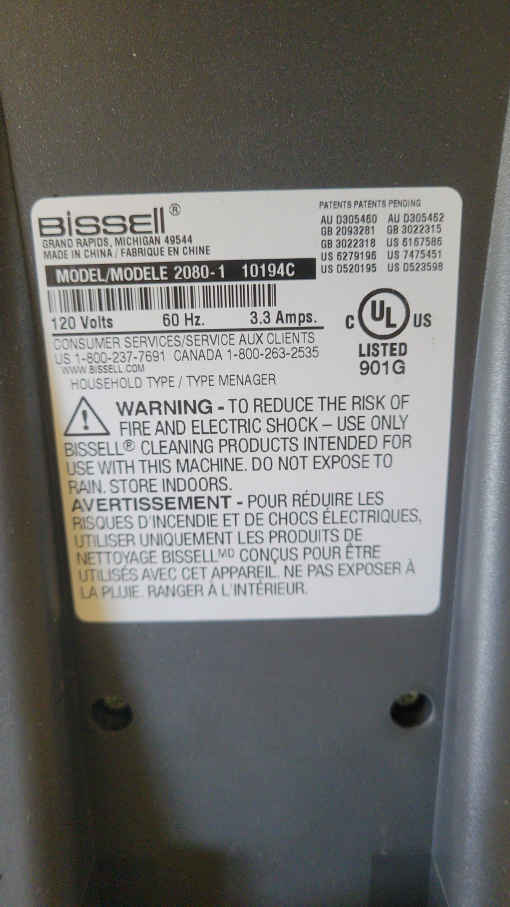 BISSELL®
GRAND RAPIDS, MICHIGAN 49544
MADE IN CHINA / FABRIQUE EN CHINE
PATENTS PATENTS PENDING
AU D305460 AU D305462
GB 2093281 GB 3022315
GB 3022318 US 6167586
US 6279196 US 7475451
US D520195 US D523598
MODEL/MODELE 2080-1 10194C
120 Volts 60 Hz. 3.3 Amps.
C UL® US
LISTED
901G
CONSUMER SERVICES/SERVICE AUX CLIENTS
US 1-800-237-7691 CANADA 1-800-263-2535
WWW.BISSELL.COM
HOUSEHOLD TYPE / TYPE MENAGER
WARNING - TO REDUCE THE RISK OF
FIRE AND ELECTRIC SHOCK – USE ONLY
BISSELL® CLEANING PRODUCTS INTENDED FOR
USE WITH THIS MACHINE. DO NOT EXPOSE TO
RAIN. STORE INDOORS.
AVERTISSEMENT - POUR RÉDUIRE LES
RISQUES D'INCENDIE ET DE CHOCS ÉLECTRIQUES,
UTILISER UNIQUEMENT LES PRODUITS DE
NETTOYAGE BISSELLMD CONÇUS POUR ÊTRE
UTILISÉS AVEC CET APPAREIL. NE PAS EXPOSER À
LA PLUIE. RANGER À L'INTÉRIEUR.